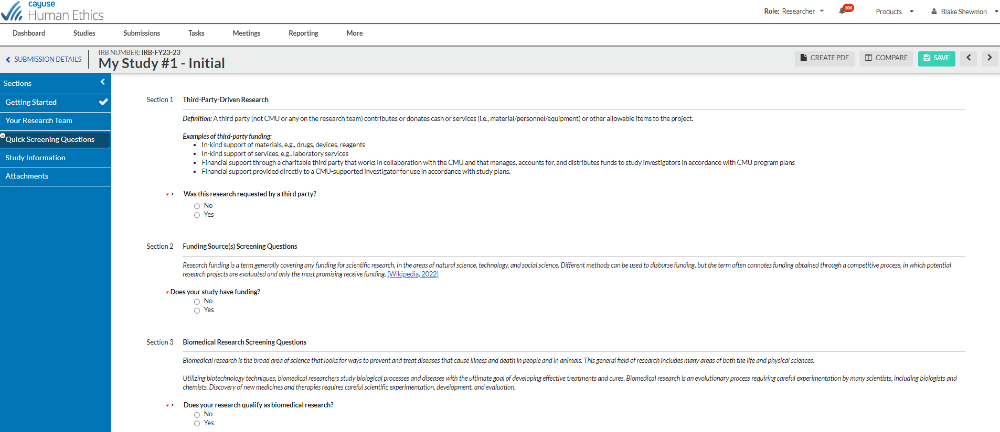 cayuse
Human Ethics
Role: Researcher
106
Products
Blake Shewmon
Dashboard
Studies
Submissions
Tasks
Meetings
Reporting
More
SUBMISSION DETAILS
IRB NUMBER: IRB-FY23-23
My Study #1 - Initial
CREATE PDF
COMPARE
SAVE
Sections
Getting Started
Your Research Team
Quick Screening Questions
Study Information
Attachments
Section 1 Third-Party-Driven Research
Definition: A third party (not CMU or any on the research team) contributes or donates cash or services (i.e., material/personnel/equipment) or other allowable items to the project.
Examples of third-party funding:
• In-kind support of materials, e.g., drugs, devices, reagents
• In-kind support of services, e.g., laboratory services
• Financial support through a charitable third party that works in collaboration with the CMU and that manages, accounts for, and distributes funds to study investigators in accordance with CMU program plans
• Financial support provided directly to a CMU-supported investigator for use in accordance with study plans.
* > Was this research requested by a third party?
No
Yes
Section 2 Funding Source(s) Screening Questions
Research funding is a term generally covering any funding for scientific research, in the areas of natural science, technology, and social science. Different methods can be used to disburse funding, but the term often connotes funding obtained through a competitive process, in which potential
research projects are evaluated and only the most promising receive funding. (Wikipedia, 2022)
* Does your study have funding?
No
Yes
Section 3 Biomedical Research Screening Questions
Biomedical research is the broad area of science that looks for ways to prevent and treat diseases that cause illness and death in people and in animals. This general field of research includes many areas of both the life and physical sciences.
Utilizing biotechnology techniques, biomedical researchers study biological processes and diseases with the ultimate goal of developing effective treatments and cures. Biomedical research is an evolutionary process requiring careful experimentation by many scientists, including biologists and
chemists. Discovery of new medicines and therapies requires careful scientific experimentation, development, and evaluation.
* > Does your research qualify as biomedical research?
No
Yes